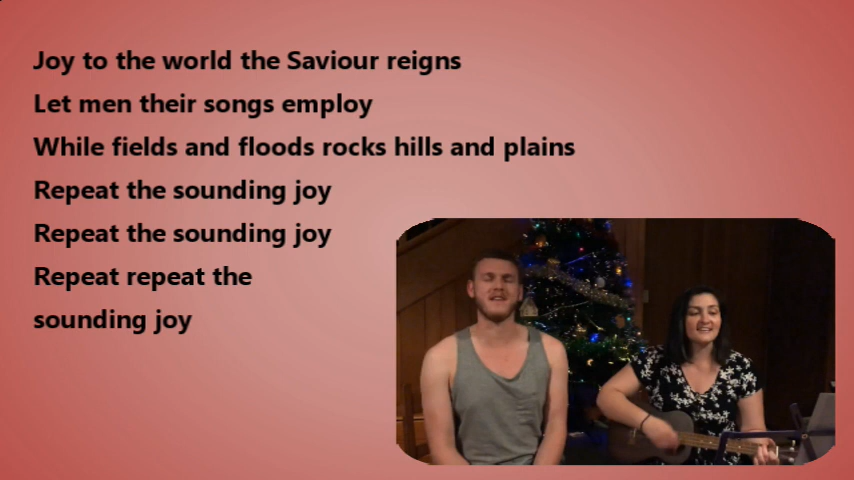 Joy to the world the Saviour reigns
Let men their songs employ
While fields and floods rocks hills and plains
Repeat the sounding joy
Repeat the sounding joy
Repeat repeat the
sounding joy